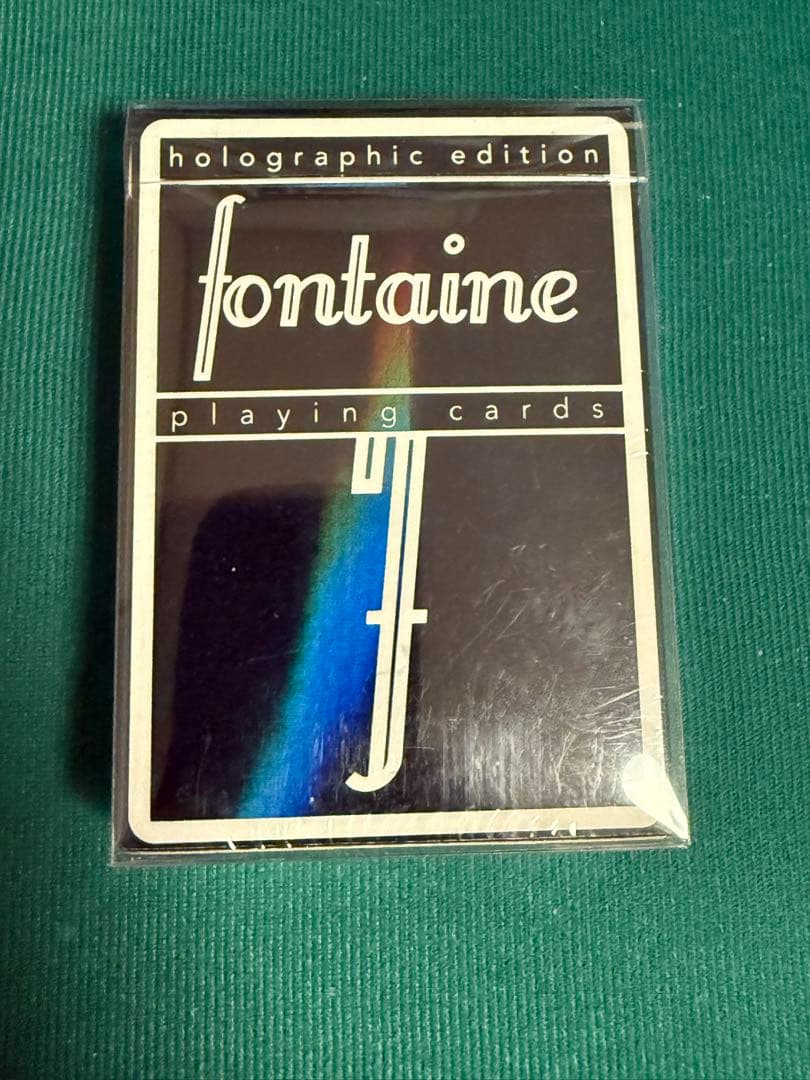 holographic edition
fontaine
playing cards
f